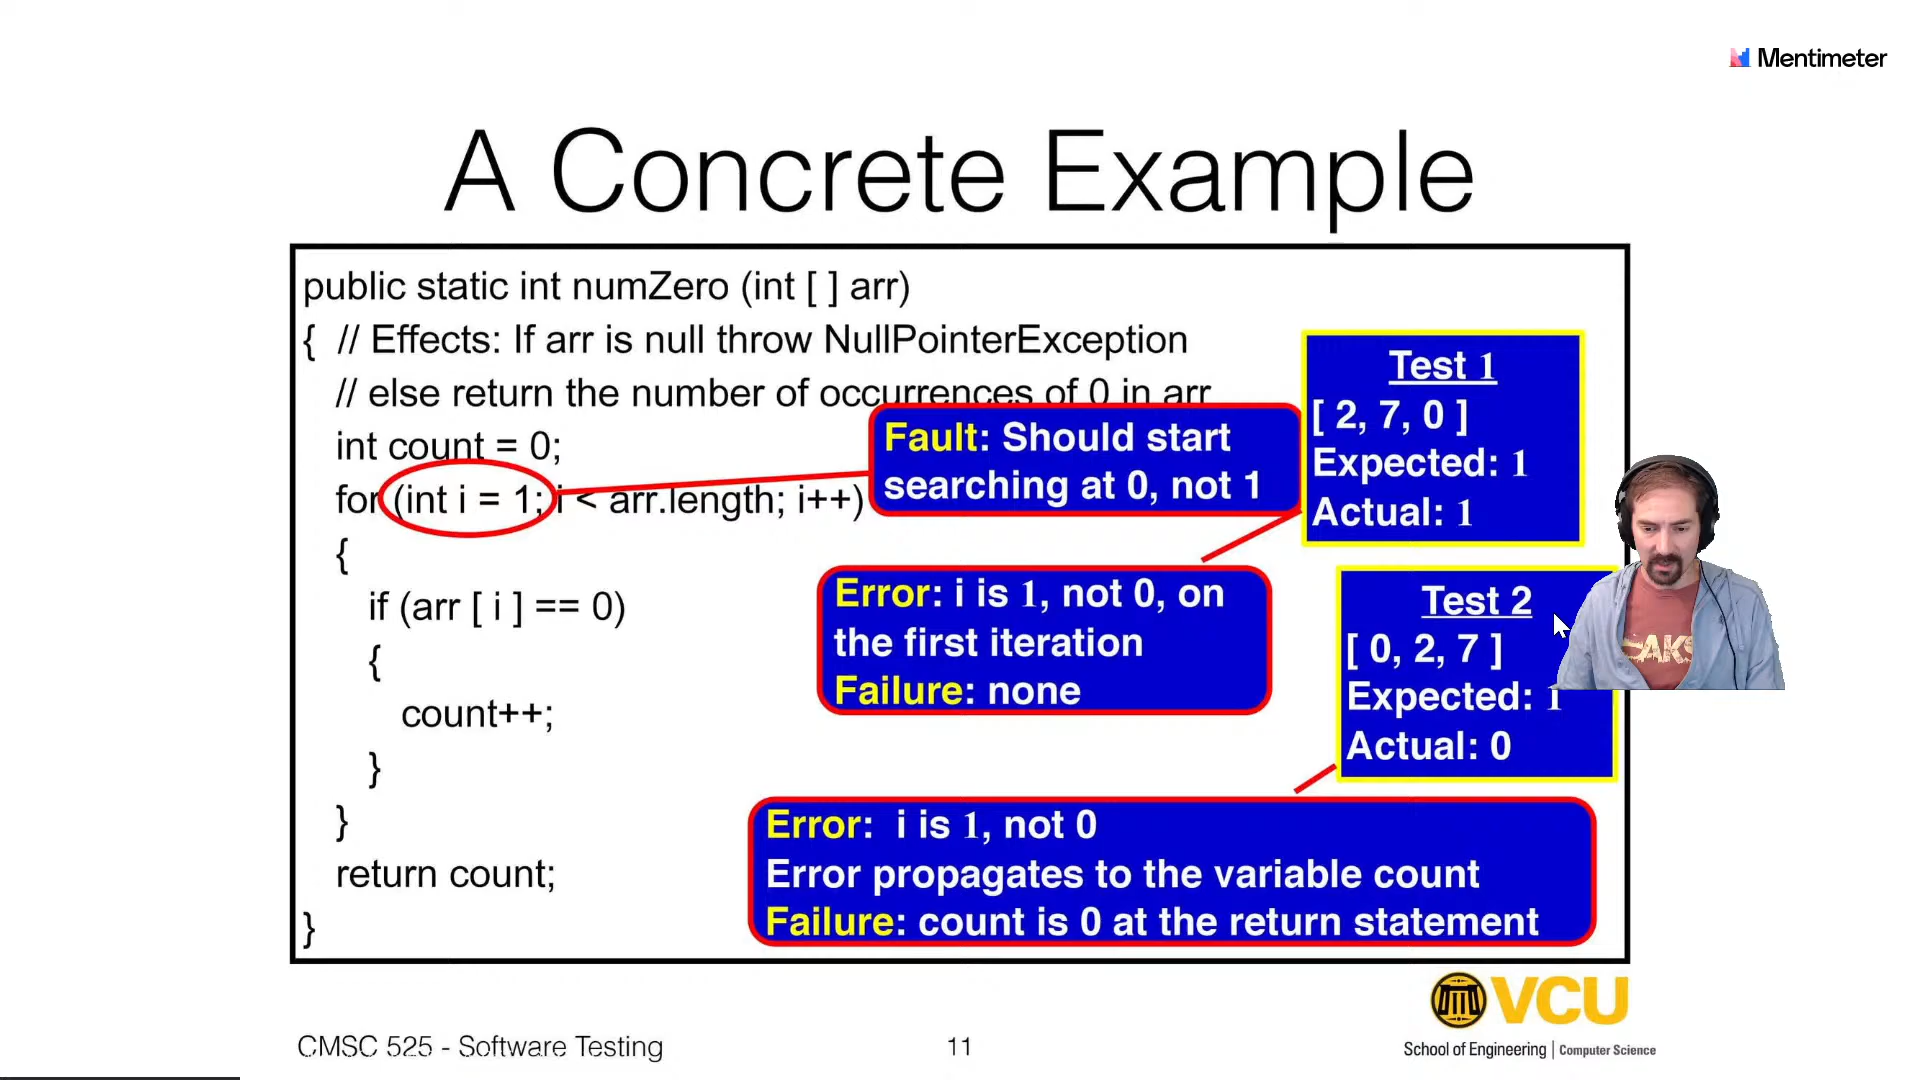 Mentimeter
A Concrete Example
public static int numZero (int [ ] arr)
{ // Effects: If arr is null throw NullPointerException
// else return the number of occurrences of 0 in arr
int count = 0;
for (int i = 1; i < arr.length; i++)
{
if (arr [ i ] == 0)
{
count++;
}
}
return count;
}
Fault: Should start
searching at 0, not 1
Test 1
[ 2, 7, 0 ]
Expected: 1
Actual: 1
Error: i is 1, not 0, on
the first iteration
Failure: none
Test 2
[ 0, 2, 7 ]
Expected: 1
Actual: 0
Error: i is 1, not 0
Error propagates to the variable count
Failure: count is 0 at the return statement
AKS
VCU
School of Engineering | Computer Science
CMSC 525 - Software Testing
11